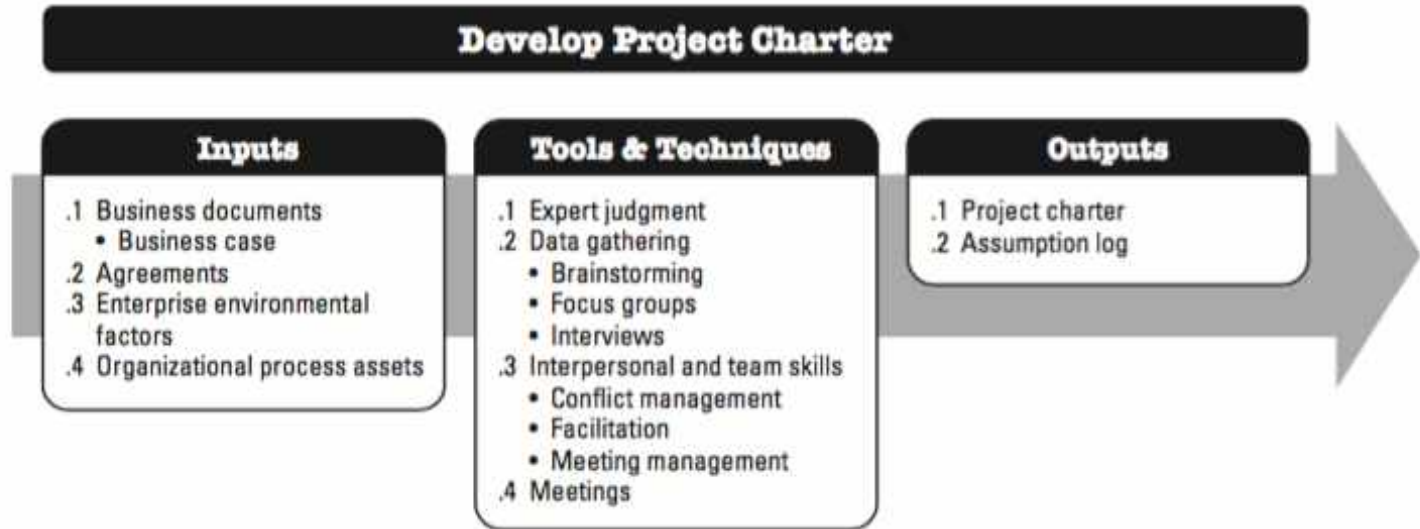 Develop Project Charter
Inputs
.1 Business documents
• Business case
.2 Agreements
.3 Enterprise environmental
factors
.4 Organizational process assets
Tools & Techniques
.1 Expert judgment
.2 Data gathering
• Brainstorming
• Focus groups
• Interviews
.3 Interpersonal and team skills
• Conflict management
• Facilitation
• Meeting management
.4 Meetings
Outputs
.1 Project charter
.2 Assumption log